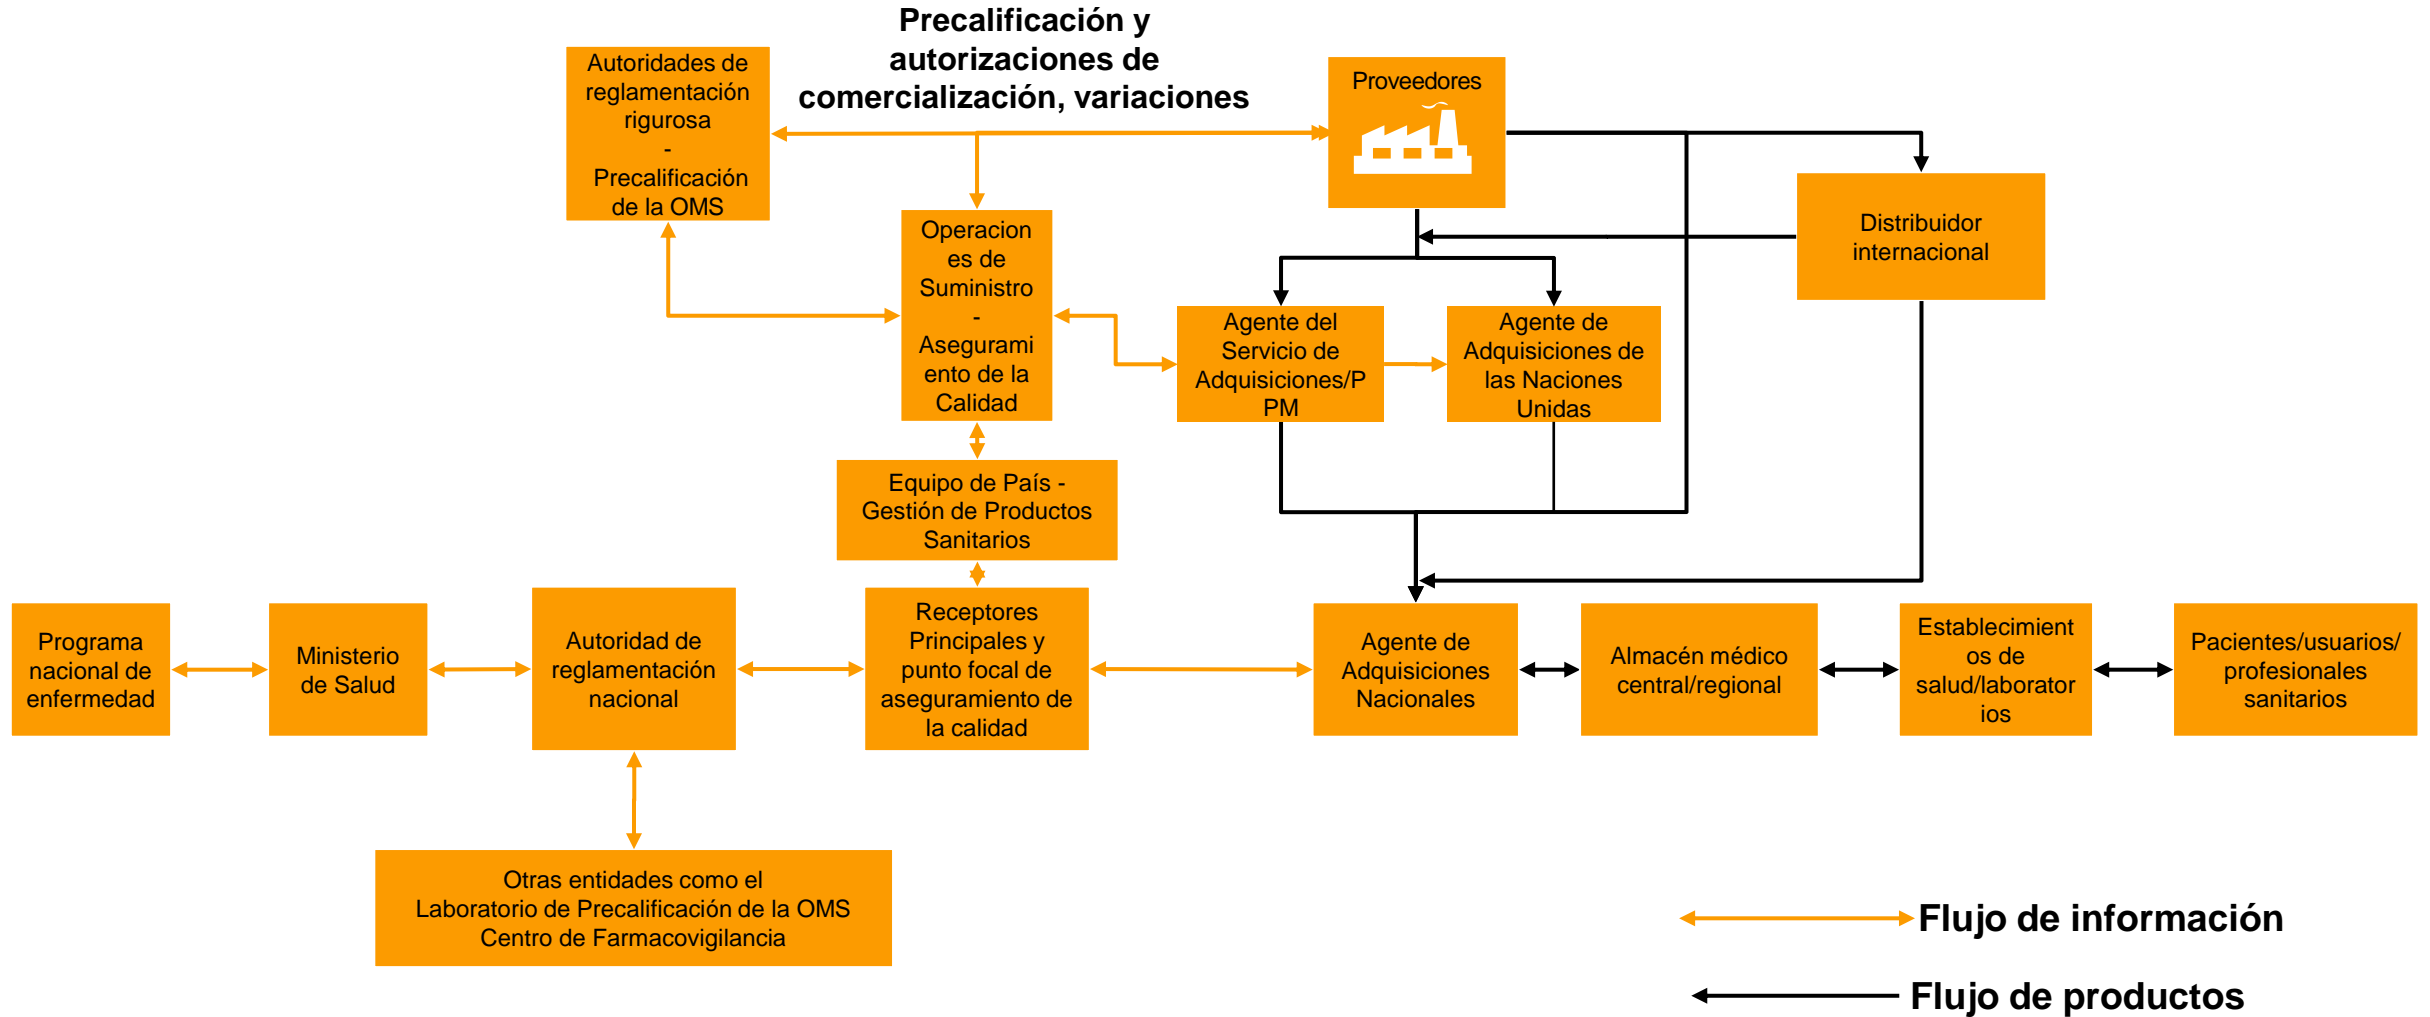 Precalificación y
autorizaciones de
comercialización, variaciones
Autoridades de
reglamentación
rigurosa
-
Precalificación
de la OMS
Proveedores
Operacion
es de
Suministro
-
Asegurami
ento de la
Calidad
Distribuidor
internacional
Agente del
Servicio de
Adquisiciones/P
PM
Agente de
Adquisiciones de
las Naciones
Unidas
Equipo de País -
Gestión de Productos
Sanitarios
Programa
nacional de
enfermedad
Ministerio
de Salud
Autoridad de
reglamentación
nacional
Receptores
Principales y
punto focal de
aseguramiento de
la calidad
Agente de
Adquisiciones
Nacionales
Almacén médico
central/regional
Establecimient
os de
salud/laborator
ios
Pacientes/usuarios/
profesionales
sanitarios
Otras entidades como el
Laboratorio de Precalificación de la OMS
Centro de Farmacovigilancia
Flujo de información
Flujo de productos